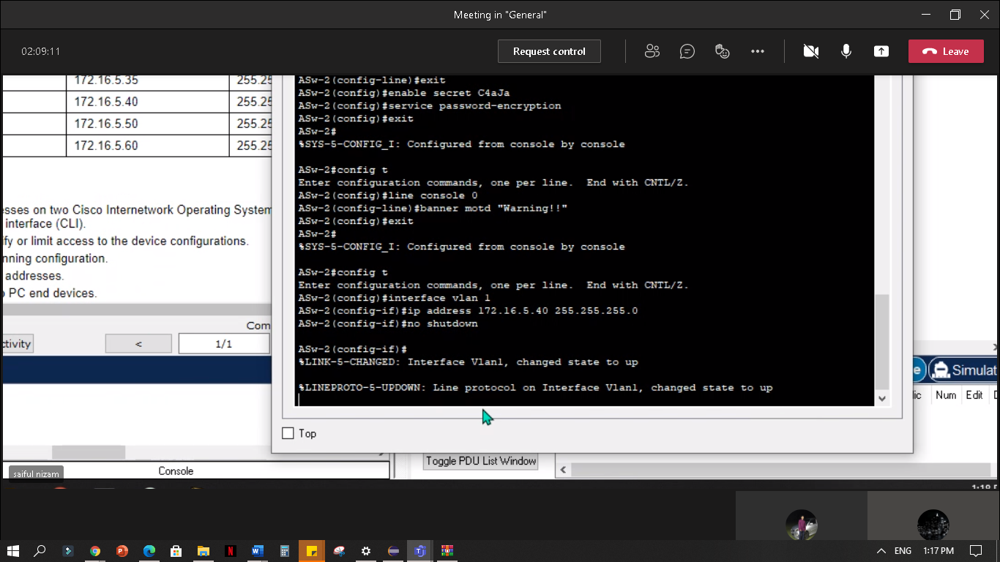 Meeting in "General"
02:09:11
Request control
Leave
172.16.5.35
255.25
172.16.5.40
255.25
172.16.5.50
255.25
172.16.5.60
255.25
esses on two Cisco Internetwork Operating System
interface (CLI).
ify or limit access to the device configurations.
nning configuration.
addresses.
o PC end devices.
Com
ctivity
<
1/1
ASw-2(config-line)#exit
ASw-2(config)#enable secret C4aJa
ASw-2(config)#service password-encryption
ASw-2(config)#exit
ASw-2#
%SYS-5-CONFIG_I: Configured from console by console
ASw-2#config t
Enter configuration commands, one per line.  End with CNTL/Z.
ASw-2(config)#line console 0
ASw-2(config-line)#banner motd "Warning!!"
ASw-2(config)#exit
ASw-2#
%SYS-5-CONFIG_I: Configured from console by console
ASw-2#config t
Enter configuration commands, one per line.  End with CNTL/Z.
ASw-2(config)#interface vlan 1
ASw-2(config-if)#ip address 172.16.5.40 255.255.255.0
ASw-2(config-if)#no shutdown
ASw-2(config-if)#
%LINK-5-CHANGED: Interface Vlan1, changed state to up
%LINEPROTO-5-UPDOWN: Line protocol on Interface Vlan1, changed state to up
Top
e
Simulat
ic
Num
Edit
Toggle PDU List Window
<
Console
saiful nizam
ENG
1:17 PM